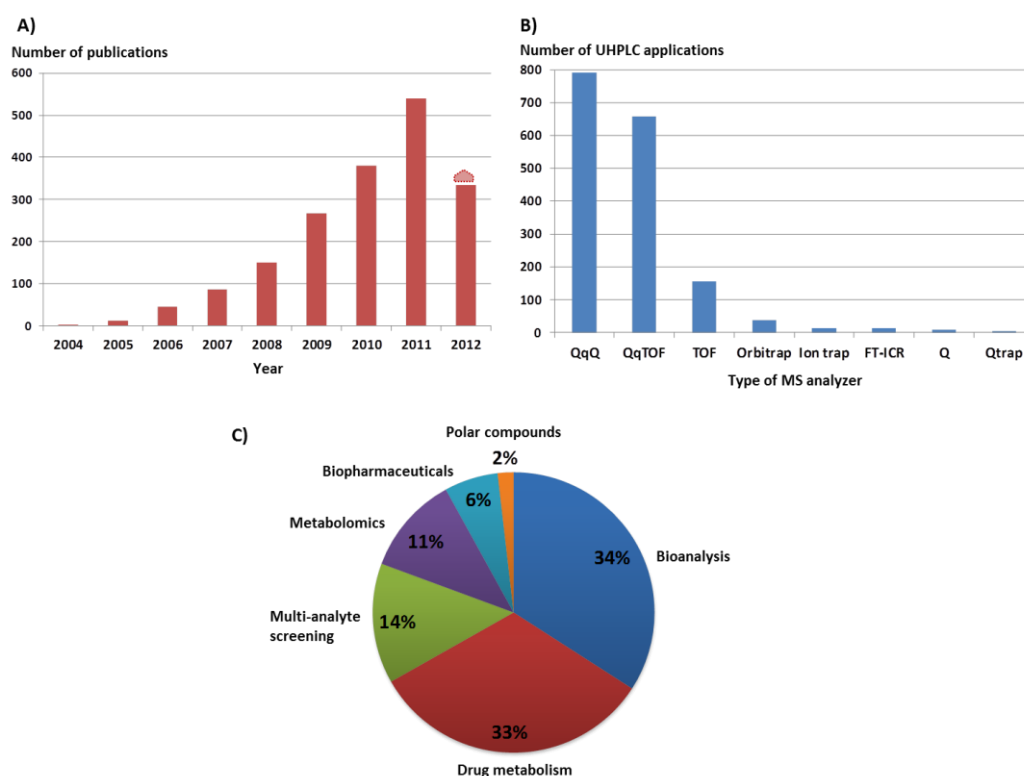 A)
Number of publications
600
500
400
300
200
100
0
2004 2005 2006 2007 2008 2009 2010 2011 2012
Year
B)
Number of UHPLC applications
800
700
600
500
400
300
200
100
0
QqQ QqTOF TOF Orbitrap Ion trap FT-ICR Q Qtrap
Type of MS analyzer
C)
Polar compounds
2%
Biopharmaceuticals
6%
Metabolomics
11%
34%
Bioanalysis
Multi-analyte
screening
14%
33%
Drug metabolism